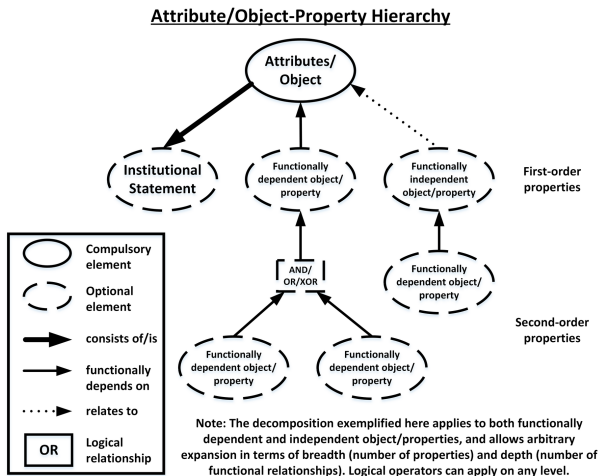 Attribute/Object-Property Hierarchy
Attributes/
Object
Institutional
Statement
Functionally
dependent object/
property
Functionally
independent
object/property
First-order
properties
AND/
OR/XOR
Functionally
dependent object/
property
Second-order
properties
Functionally
dependent object/
property
Functionally
dependent object/
property
Compulsory
element
Optional
element
consists of/is
functionally
depends on
relates to
OR
Logical
relationship
Note: The decomposition exemplified here applies to both functionally
dependent and independent object/properties, and allows arbitrary
expansion in terms of breadth (number of properties) and depth (number of
functional relationships). Logical operators can apply on any level.